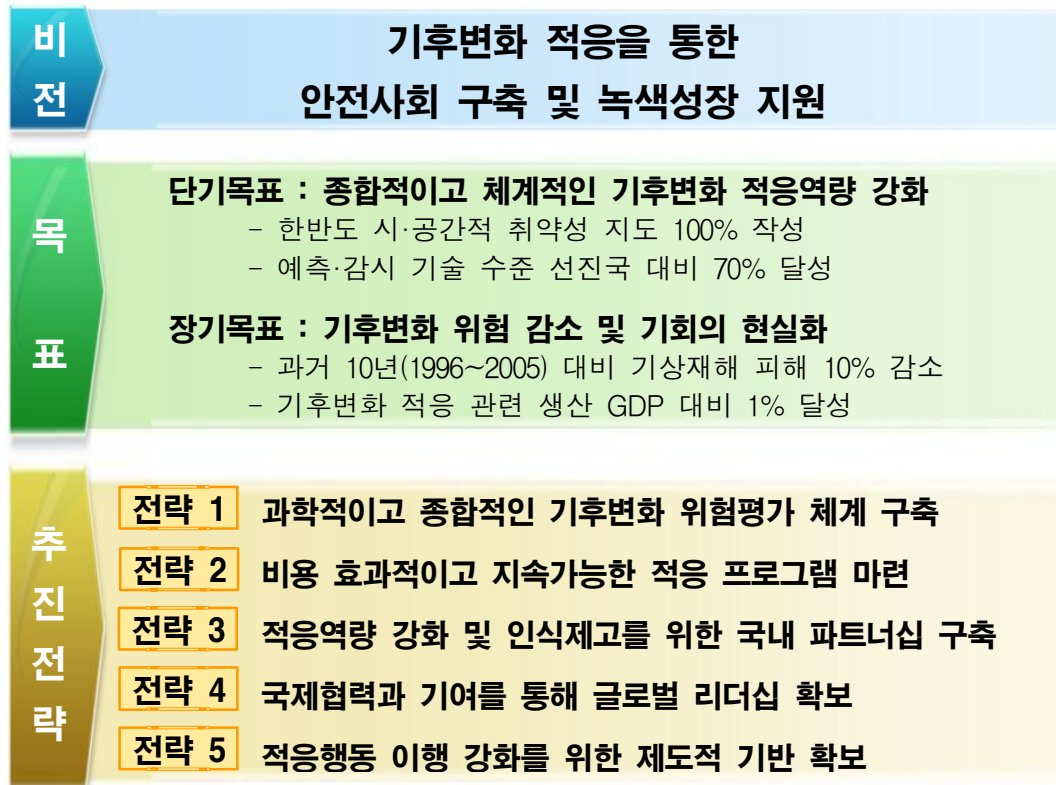 비전
기후변화 적응을 통한
안전사회 구축 및 녹색성장 지원
목표
단기목표 : 종합적이고 체계적인 기후변화 적응역량 강화
- 한반도 시·공간적 취약성 지도 100% 작성
- 예측·감시 기술 수준 선진국 대비 70% 달성
장기목표 : 기후변화 위험 감소 및 기회의 현실화
- 과거 10년(1996~2005) 대비 기상재해 피해 10% 감소
- 기후변화 적응 관련 생산 GDP 대비 1% 달성
추진전략
전략 1 과학적이고 종합적인 기후변화 위험평가 체계 구축
전략 2 비용 효과적이고 지속가능한 적응 프로그램 마련
전략 3 적응역량 강화 및 인식제고를 위한 국내 파트너십 구축
전략 4 국제협력과 기여를 통해 글로벌 리더십 확보
전략 5 적응행동 이행 강화를 위한 제도적 기반 확보